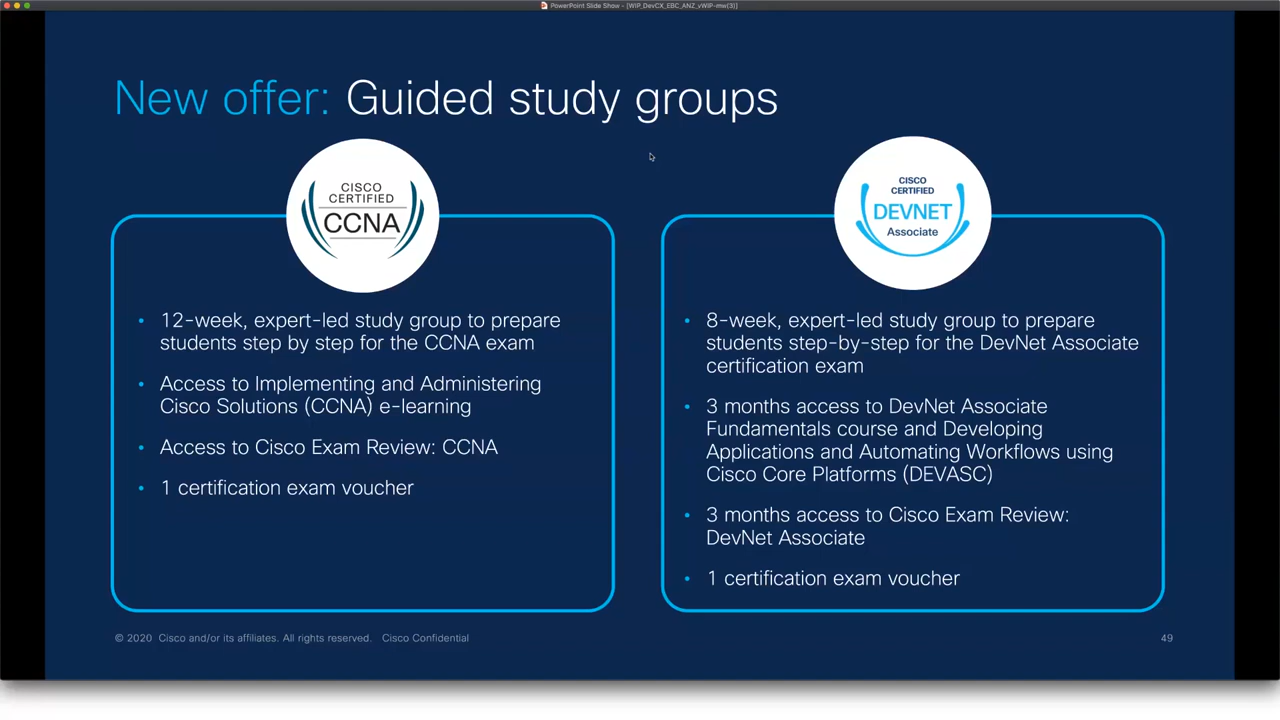 PowerPoint Slide Show - [WIP_DevCX_EBC_ANZ_vWIP-mw(3)]
New offer: Guided study groups
CISCO
CERTIFIED
CCNA
• 12-week, expert-led study group to prepare
students step by step for the CCNA exam
• Access to Implementing and Administering
Cisco Solutions (CCNA) e-learning
• Access to Cisco Exam Review: CCNA
• 1 certification exam voucher
CISCO
CERTIFIED
DEVNET
Associate
• 8-week, expert-led study group to prepare
students step-by-step for the DevNet Associate
certification exam
• 3 months access to DevNet Associate
Fundamentals course and Developing
Applications and Automating Workflows using
Cisco Core Platforms (DEVASC)
• 3 months access to Cisco Exam Review:
DevNet Associate
• 1 certification exam voucher
© 2020 Cisco and/or its affiliates. All rights reserved. Cisco Confidential
49